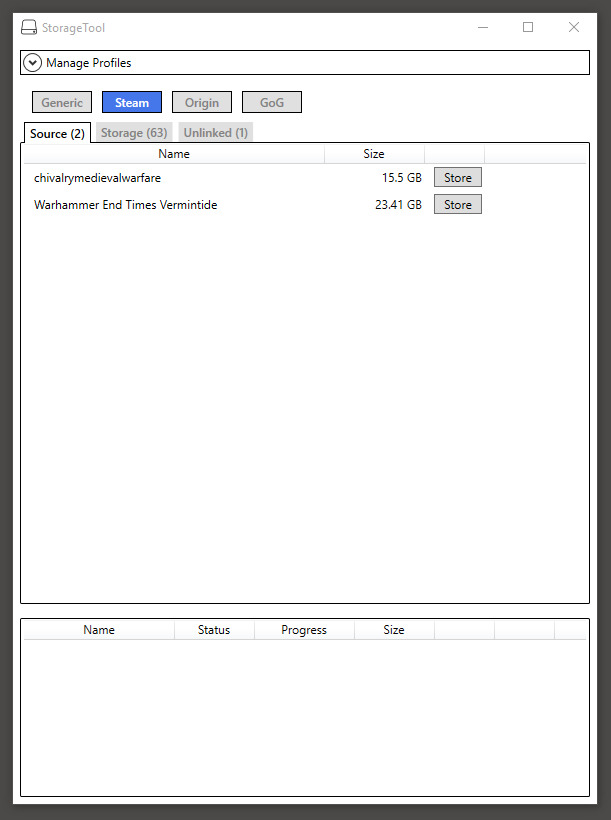 StorageTool
Manage Profiles
Generic Steam Origin GoG
Source (2) Storage (63) Unlinked (1)
Name Size
chivalrymedievalwarfare 15.5 GB Store
Warhammer End Times Vermintide 23.41 GB Store
Name Status Progress Size